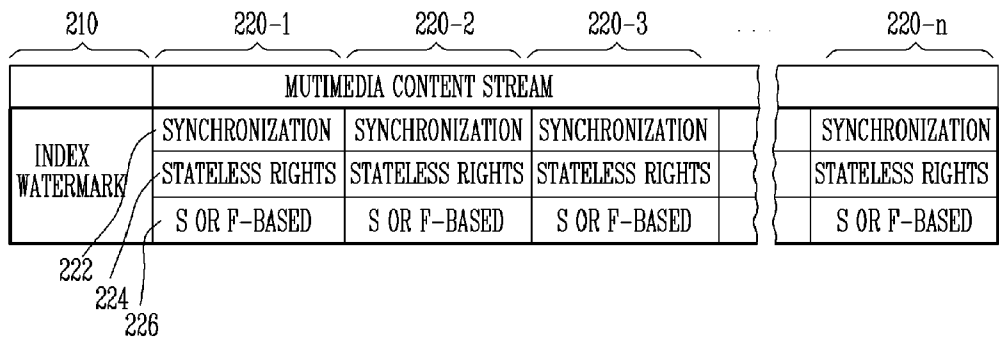 210 220-1 220-2 220-3 . . . 220-n
MUTIMEDIA CONTENT STREAM
INDEX WATERMARK
SYNCHRONIZATION SYNCHRONIZATION SYNCHRONIZATION SYNCHRONIZATION
STATELESS RIGHTS STATELESS RIGHTS STATELESS RIGHTS STATELESS RIGHTS
S OR F-BASED S OR F-BASED S OR F-BASED S OR F-BASED
222
224
226